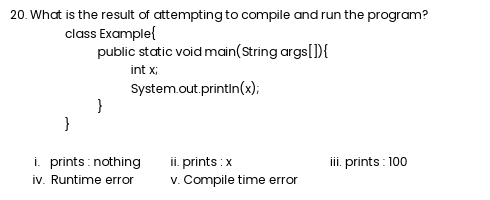 20. What is the result of attempting to compile and run the program?
class Example{
public static void main(String args[]){
int x;
System.out.println(x);
}
}
i. prints : nothing ii. prints : x iii. prints : 100
iv. Runtime error v. Compile time error